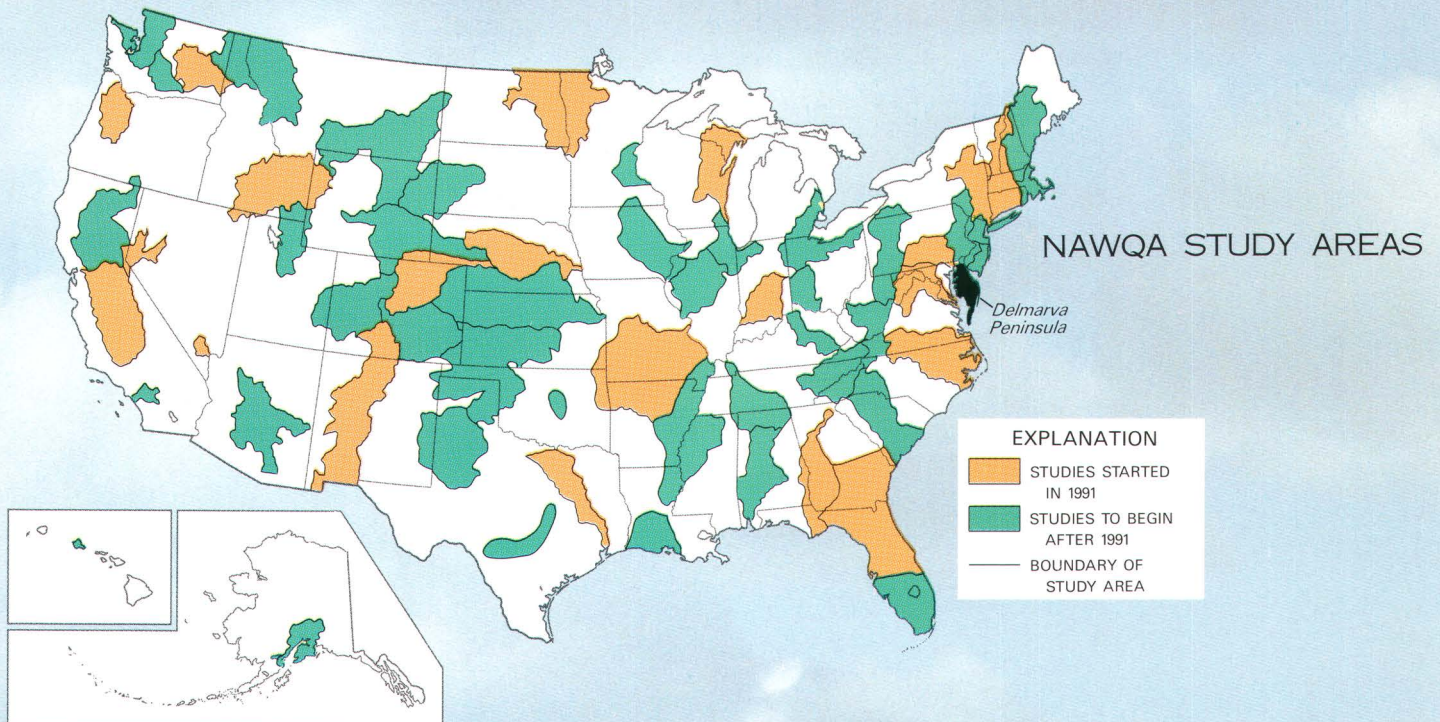 NAWQA STUDY AREAS
Delmarva
Peninsula
EXPLANATION
STUDIES STARTED
IN 1991
STUDIES TO BEGIN
AFTER 1991
BOUNDARY OF
STUDY AREA